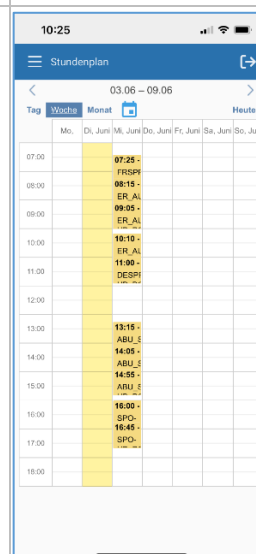 10:25
Stundenplan
03.06 – 09.06
Tag Woche Monat Heute
Mo, Di, Juni Mi, Juni Do, Juni Fr, Juni Sa, Juni So, Ju
07:00
07:25 -
FRSPF
08:00
08:15 -
ER_AL
09:00
09:05 -
ER_AL
10:00
10:10 -
ER_AL
11:00
11:00 -
DESPF
12:00
13:00
13:15 -
ABU_S
14:00
14:05 -
ABU_S
14:55 -
15:00
ABU_S
16:00
16:00 -
SPO-
16:45 -
17:00
SPO-
18:00